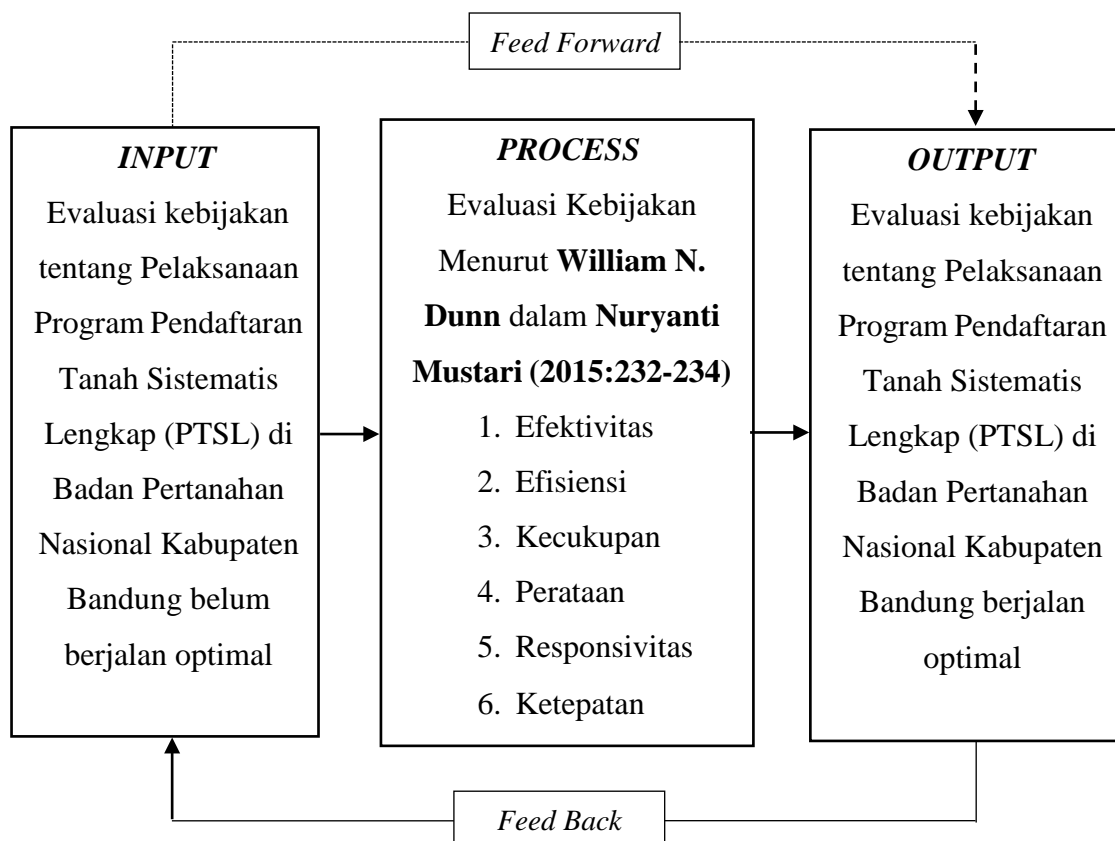 Feed Forward
INPUT
Evaluasi kebijakan
tentang Pelaksanaan
Program Pendaftaran
Tanah Sistematis
Lengkap (PTSL) di
Badan Pertanahan
Nasional Kabupaten
Bandung belum
berjalan optimal
PROCESS
Evaluasi Kebijakan
Menurut William N.
Dunn dalam Nuryanti
Mustari (2015:232-234)
1. Efektivitas
2. Efisiensi
3. Kecukupan
4. Perataan
5. Responsivitas
6. Ketepatan
OUTPUT
Evaluasi kebijakan
tentang Pelaksanaan
Program Pendaftaran
Tanah Sistematis
Lengkap (PTSL) di
Badan Pertanahan
Nasional Kabupaten
Bandung berjalan
optimal
Feed Back